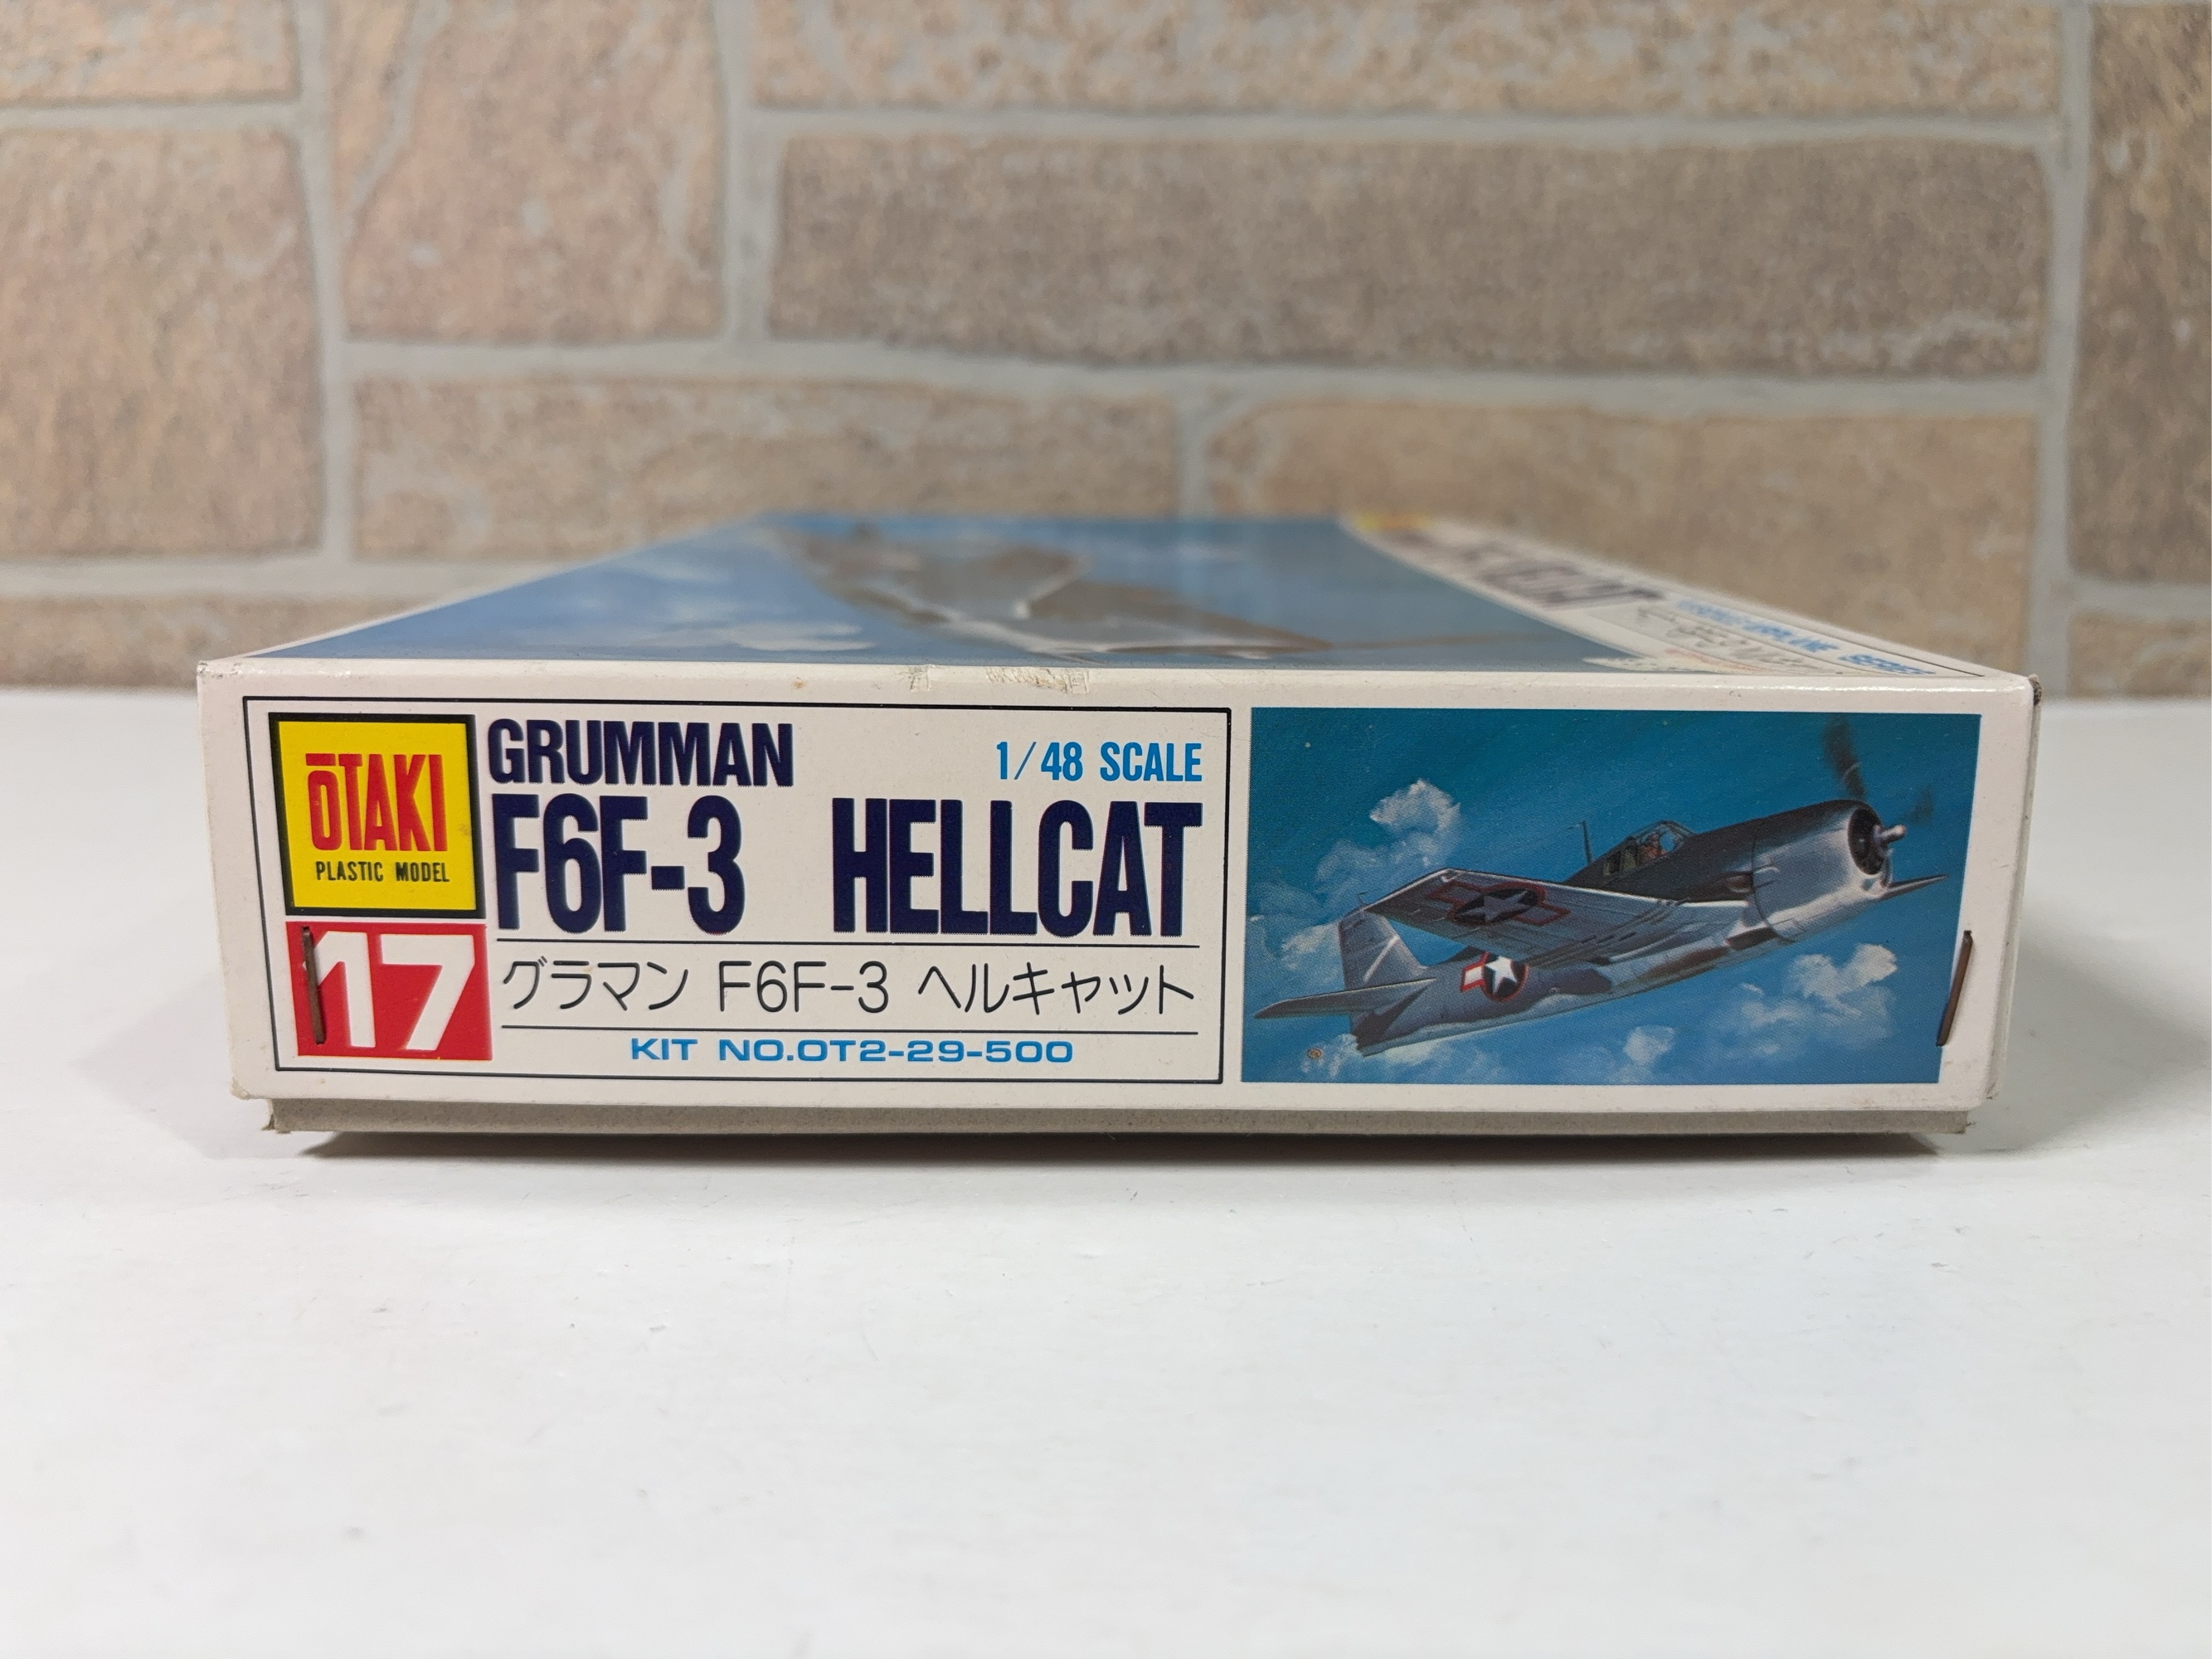 ŌTAKI
PLASTIC MODEL
17
GRUMMAN
1/48 SCALE
F6F-3 HELLCAT
グラマン F6F-3 ヘルキャット
KIT NO.OT2-29-500